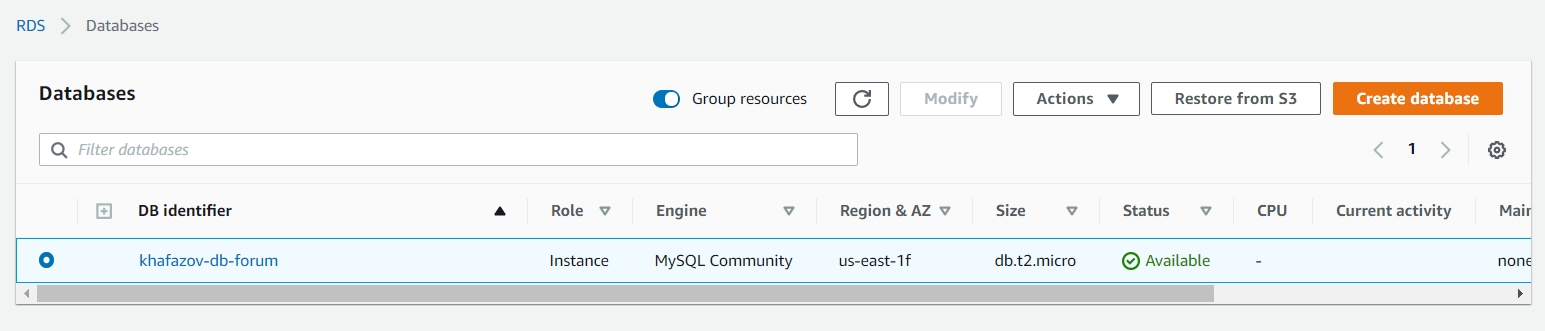 RDS > Databases
Databases Group resources Modify Actions Restore from S3 Create database
Filter databases 1
DB identifier Role Engine Region & AZ Size Status CPU Current activity Main
khafazov-db-forum Instance MySQL Community us-east-1f db.t2.micro Available - none